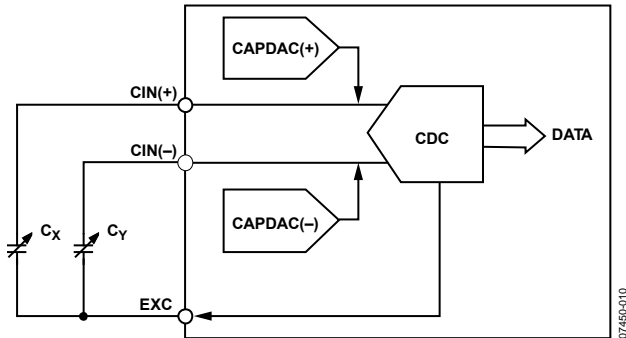 CAPDAC(+)
CIN(+)
CDC
DATA
CIN(–)
CAPDAC(–)
CX
CY
EXC
07450-010